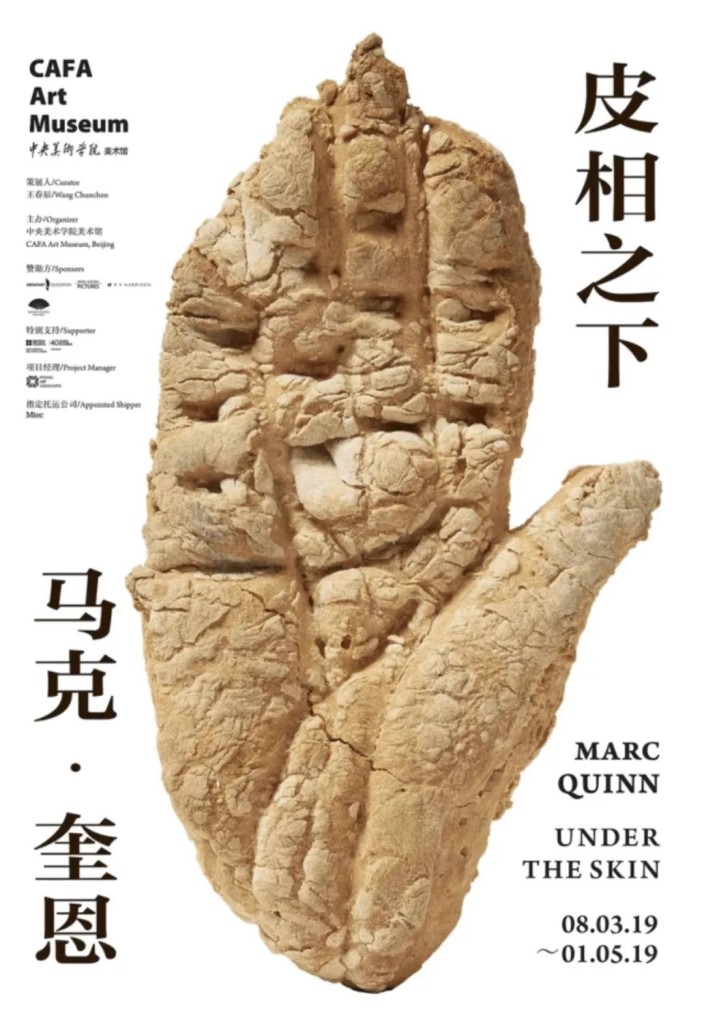 CAFA
Art
Museum
中央美術学院 美术馆
策展人/Curator
王春辰/Wang Chunchen
主办/Organizer
中央美术学院美术馆
CAFA Art Museum, Beijing
赞助方/Sponsors
特别支持/Supporter
项目经理/Project Manager
指定托运公司/Appointed Shipper
Mtec
皮相之下
马克·奎恩
MARC
QUINN
UNDER
THE SKIN
08.03.19
～01.05.19